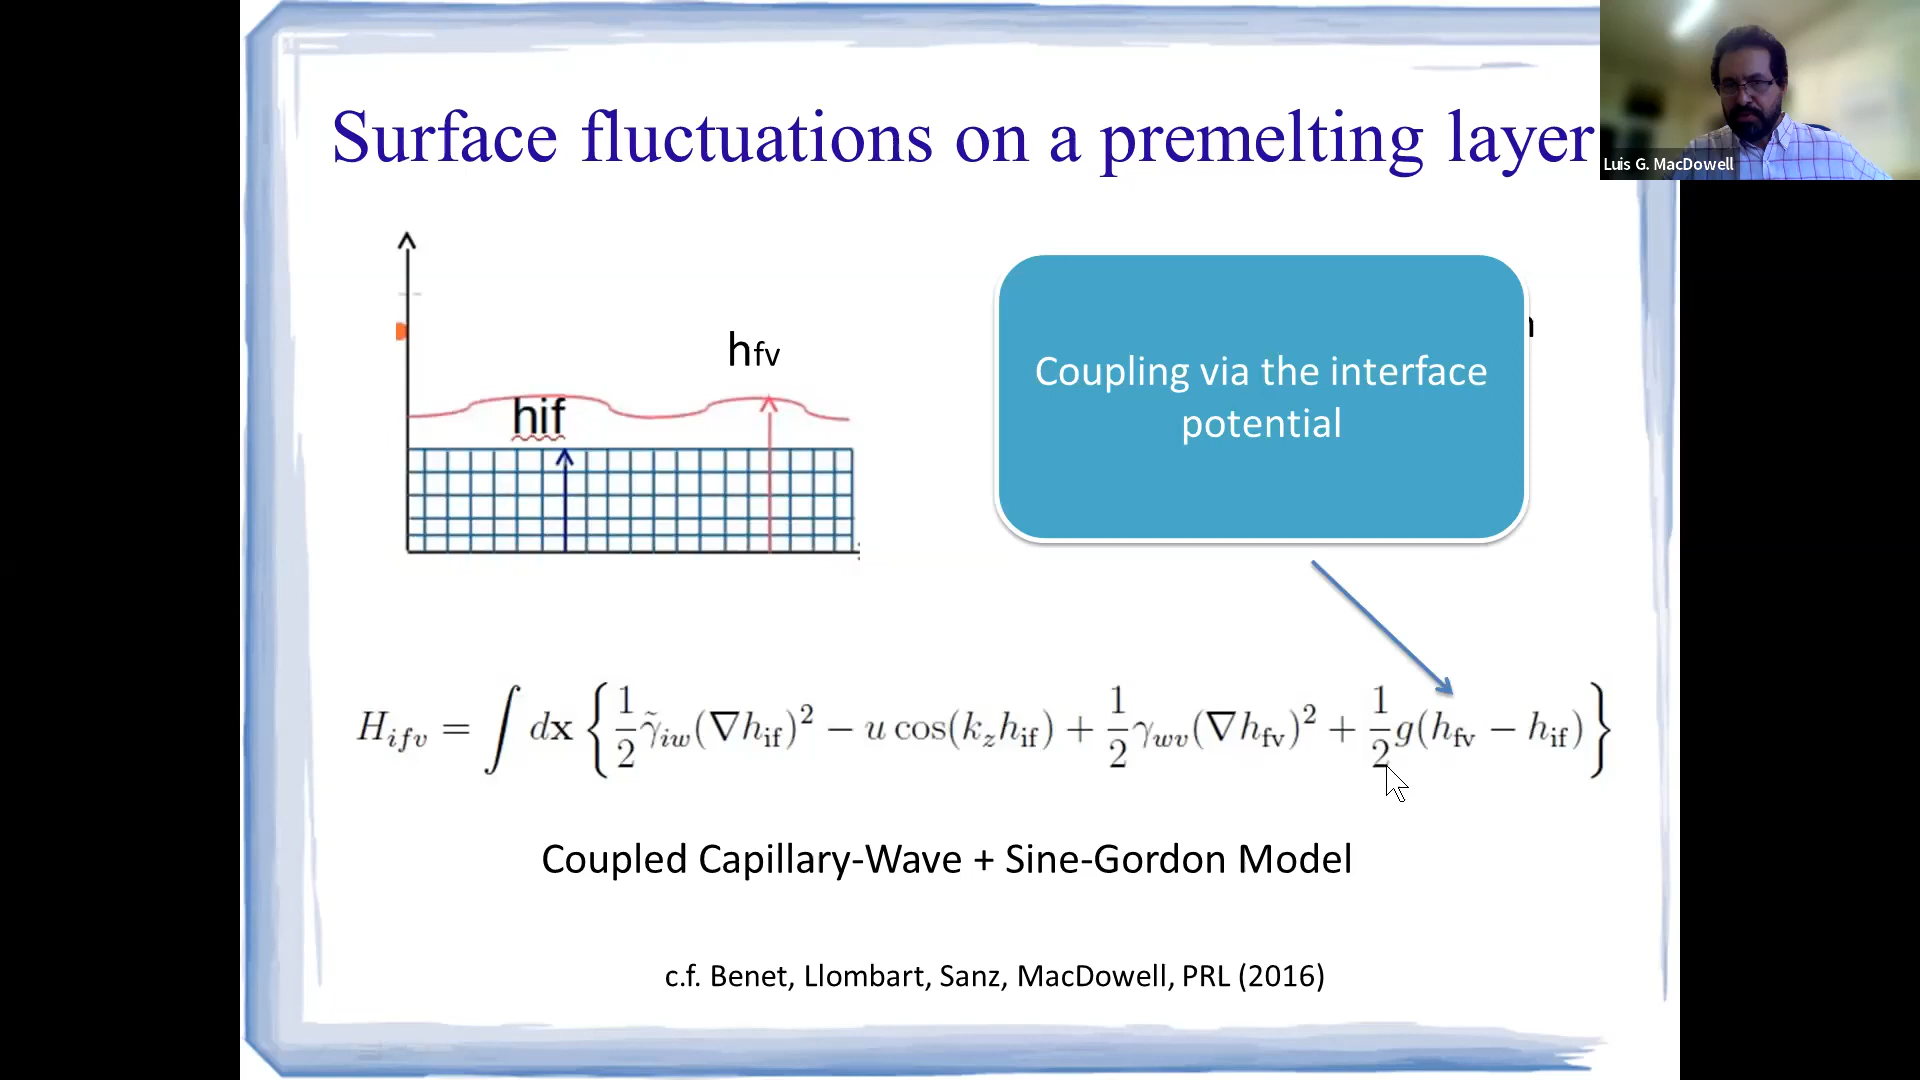 Surface fluctuations on a premelting layer
Luis G. MacDowell
hfv
hif
Coupling via the interface
potential
H_{ifv} = ∫ dx { 1/2 γ̃_{iw}(∇h_{if})² − u cos(k_z h_{if}) + 1/2 γ_{wv}(∇h_{fv})² + 1/2 g(h_{fv} − h_{if}) }
Coupled Capillary-Wave + Sine-Gordon Model
c.f. Benet, Llombart, Sanz, MacDowell, PRL (2016)